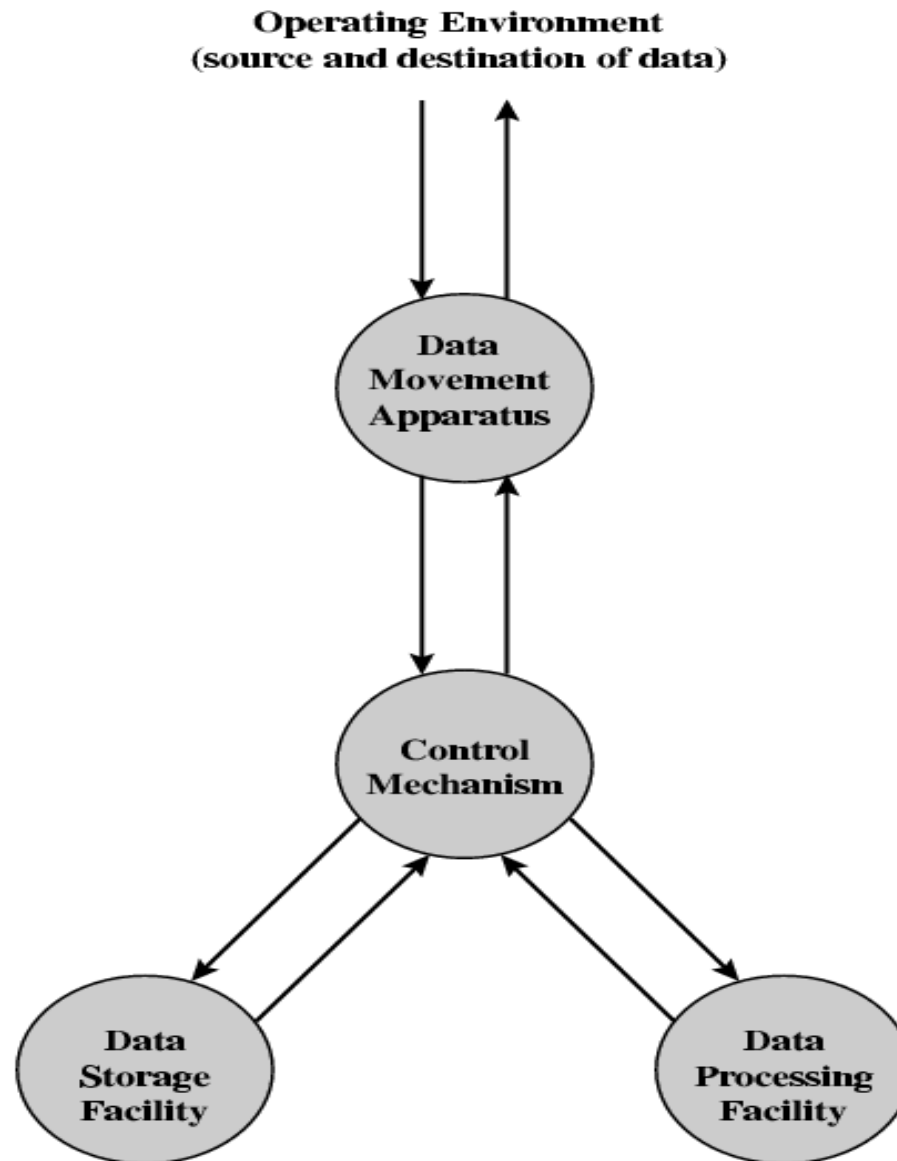 Operating Environment
(source and destination of data)
Data
Movement
Apparatus
Control
Mechanism
Data
Storage
Facility
Data
Processing
Facility